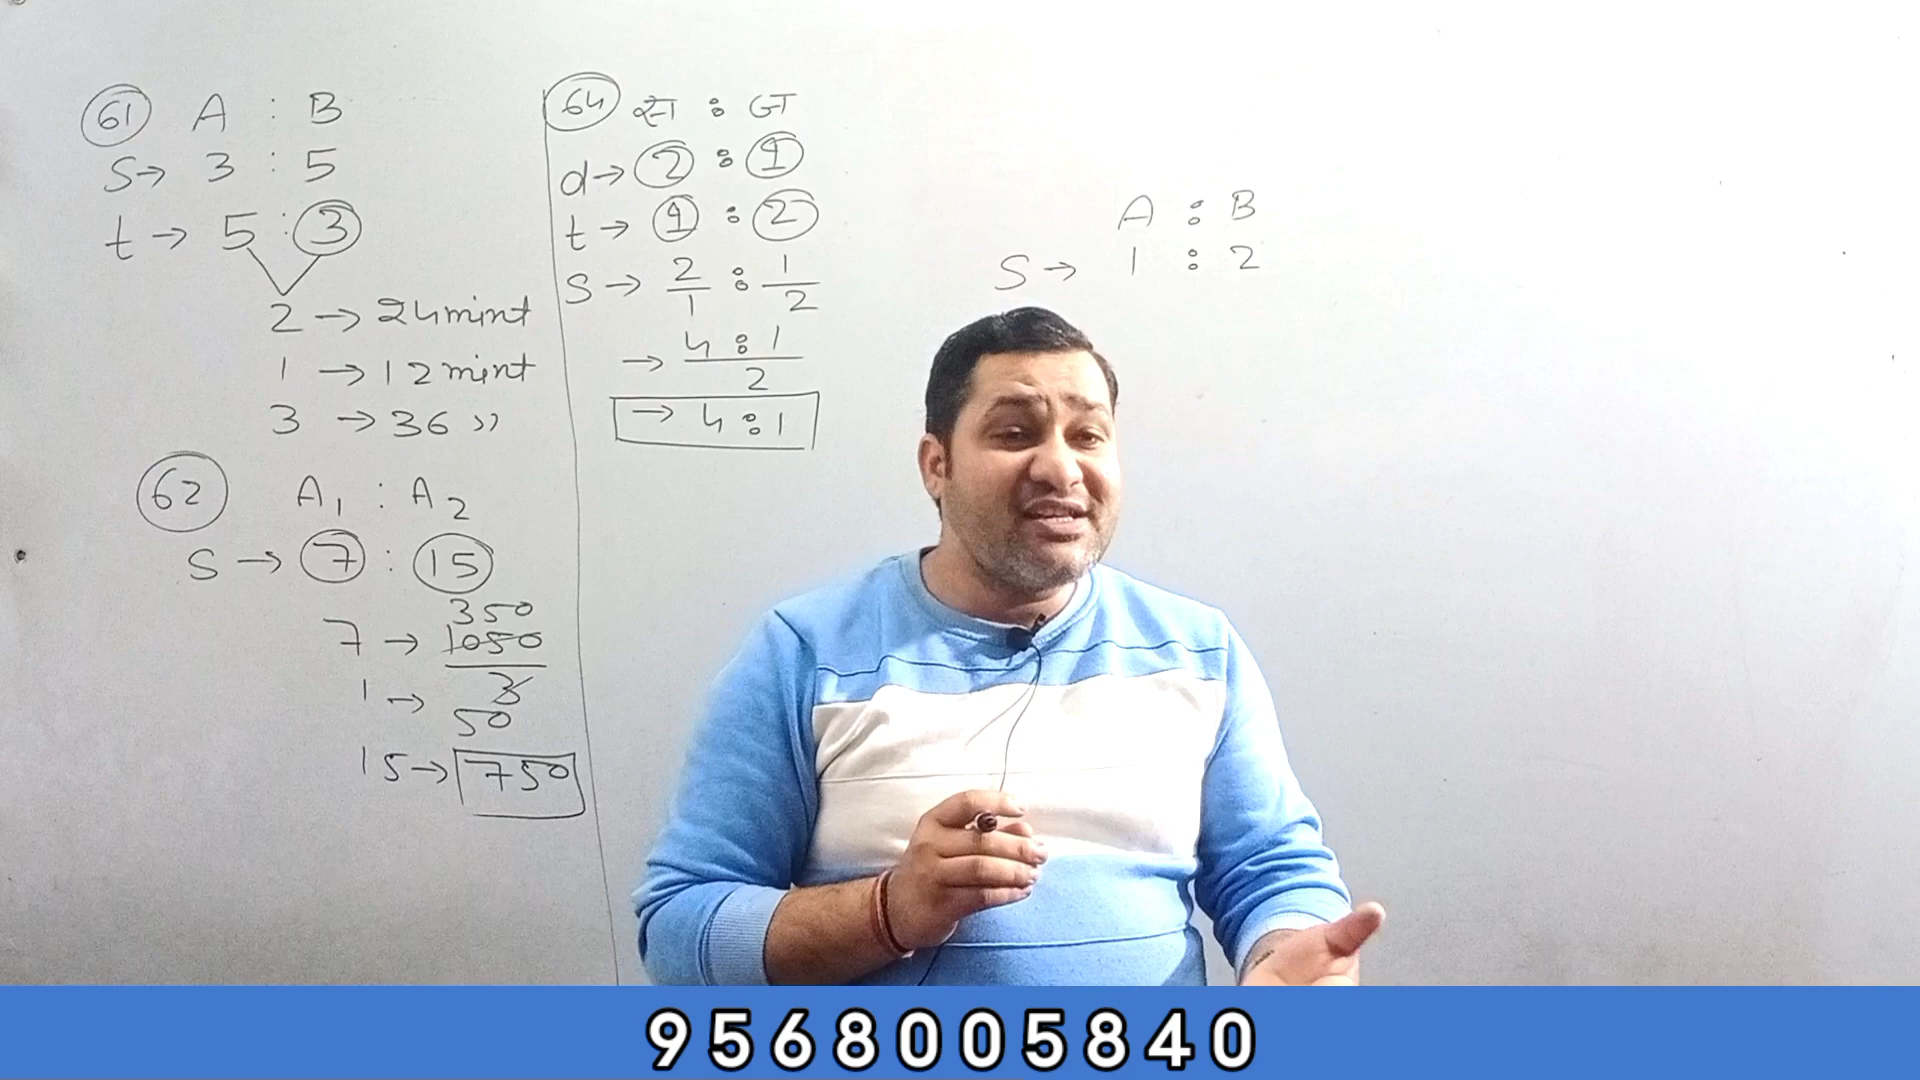 61 A : B
S→ 3 : 5
t→ 5 : 3
2 → 24 mint
1 → 12 mint
3 → 36 ”
62 A₁ : A₂
S → 7 : 15
350
7 → 1050
1 → 3
50
15 → 750
64 स : ज
d→ 2 : 1
t→ 1 : 2
S→ 2/1 : 1/2
→ 4 : 1
2
→ 4 : 1
A : B
S→ 1 : 2
9568005840